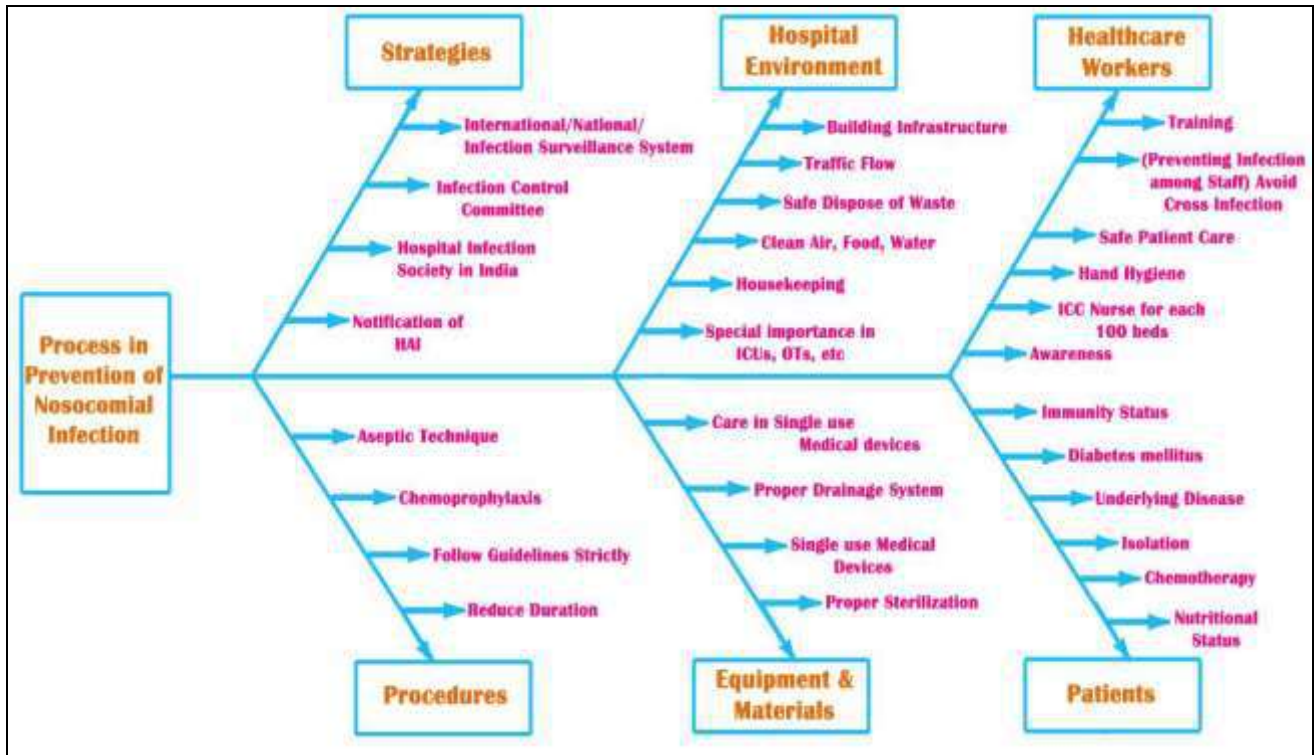 Strategies
Hospital
Environment
Healthcare
Workers
International/National/
Infection Surveillance System
Infection Control
Committee
Hospital Infection
Society in India
Notification of
HAI
Building Infrastructure
Traffic Flow
Safe Dispose of Waste
Clean Air, Food, Water
Housekeeping
Special importance in
ICUs, OTs, etc
Training
(Preventing Infection
among Staff) Avoid
Cross Infection
Safe Patient Care
Hand Hygiene
ICC Nurse for each
100 beds
Awareness
Process in
Prevention of
Nosocomial
Infection
Aseptic Technique
Chemoprophylaxis
Follow Guidelines Strictly
Reduce Duration
Care in Single use
Medical devices
Proper Drainage System
Single use Medical
Devices
Proper Sterilization
Immunity Status
Diabetes mellitus
Underlying Disease
Isolation
Chemotherapy
Nutritional
Status
Procedures
Equipment &
Materials
Patients